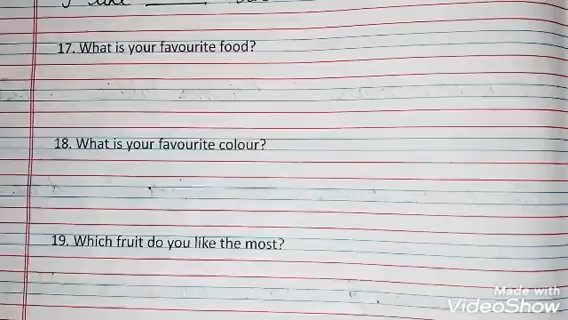 17. What is your favourite food?
18. What is your favourite colour?
19. Which fruit do you like the most?
Made with
VideoShow